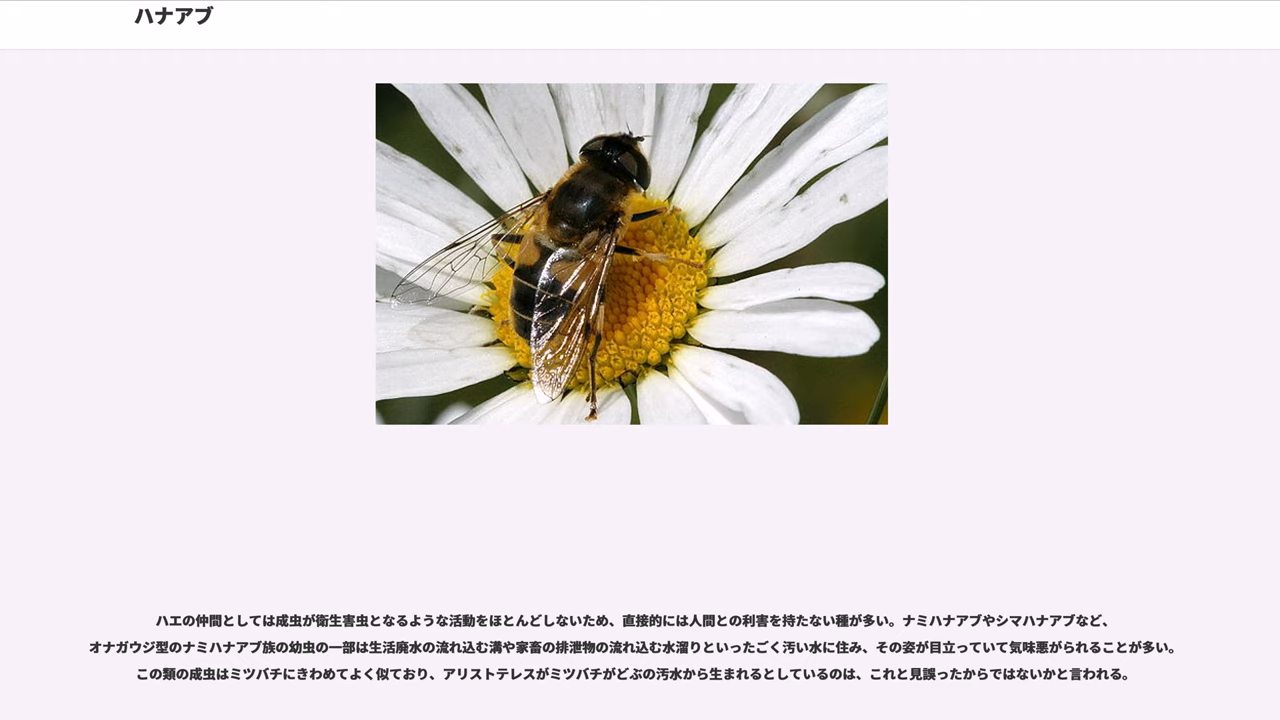 ハナアブ
ハエの仲間としては成虫が衛生害虫となるような活動をほとんどしないため、直接的には人間との利害を持たない種が多い。ナミハナアブやシマハナアブなど、
オナガウジ型のナミハナアブ族の幼虫の一部は生活廃水の流れ込む溝や家畜の排泄物の流れ込む水溜りといったごく汚い水に住み、その姿が目立っていて気味悪がられることが多い。
この類の成虫はミツバチにきわめてよく似ており、アリストテレスがミツバチがどぶの汚水から生まれるとしているのは、これと見誤ったからではないかと言われる。